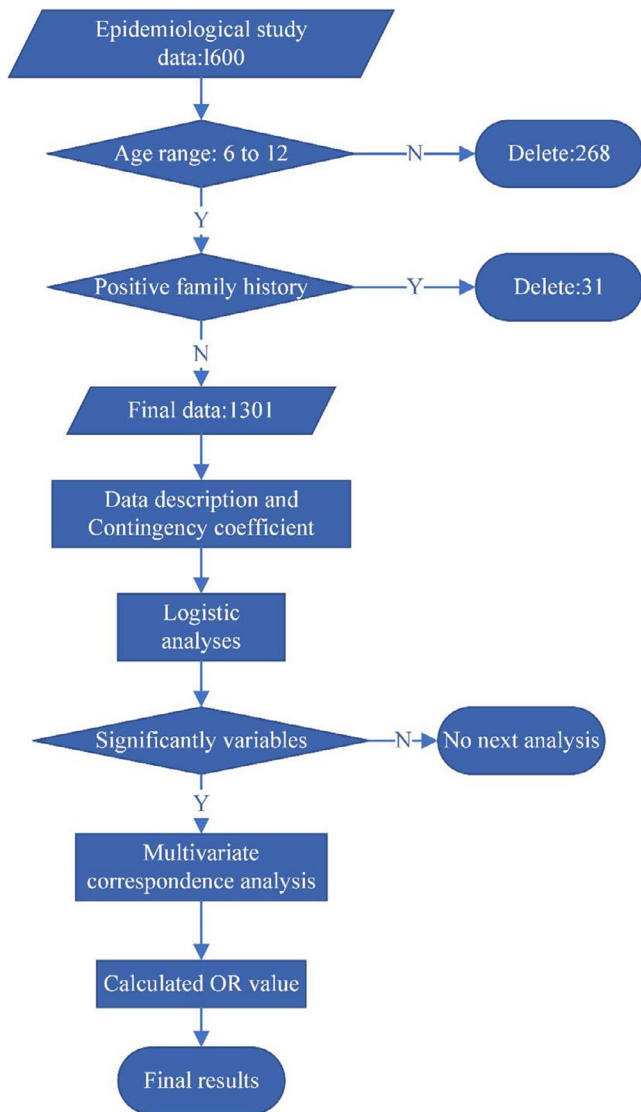 Epidemiological study
data:1600
Age range: 6 to 12
N
Delete:268
Y
Positive family history
Y
Delete:31
N
Final data:1301
Data description and
Contingency coefficient
Logistic
analyses
Significantly variables
N
No next analysis
Y
Multivariate
correspondence analysis
Calculated OR value
Final results